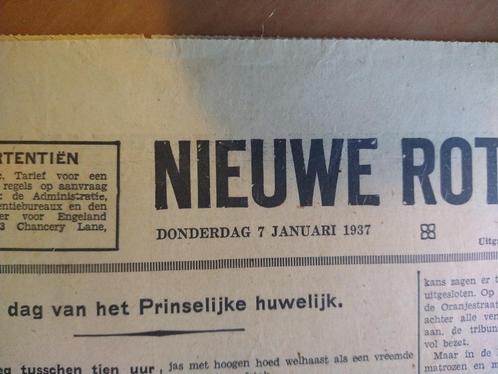 RTENTIËN
c. Tarief voor een
regels op aanvraag
t de Administratie,
entiebureaux en den
er voor Engeland
3 Chancery Lane,
NIEUWE ROT
DONDERDAG 7 JANUARI 1937
Uitg
dag van het Prinselijke huwelijk.
eg tusschen tien uur
jas met hoogen hoed welhaast als een vreemde
kans zagen er t
uitgesloten. Op
de Oranjestraat
achter alle ven
aan. de tribun
vol bezet.
Maar in de
matrozen en m